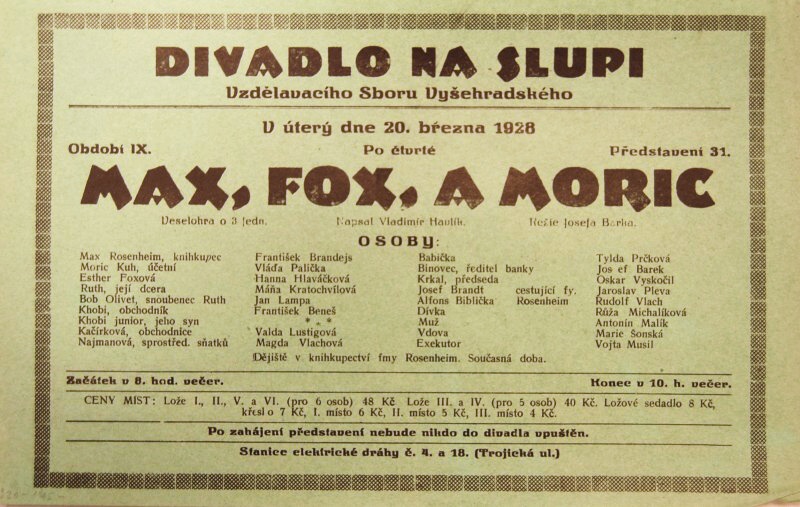 DIVADLO NA SLUPI
Vzdělavacího Sboru Vyšehradského
V úterý dne 20. března 1928
Období IX. Po čtvrté Představení 31.
MAX, FOX, A MORIC
Veselohra o 3 jedn. Napsal Vladimír Havlík. Režie Josefa Barka.
OSOBY:
Max Rosenheim, knihkupec František Brandejs Babička Tylda Prčková
Moric Kuh, účetní Vláďa Palička Binovec, ředitel banky Jos ef Barek
Esther Foxová Hanna Hlaváčková Krkal, předseda Oskar Vyskočil
Ruth, její dcera Máňa Kratochvílová Josef Brandt cestující fy. Jaroslav Pleva
Bob Olivet, snoubenec Ruth Jan Lampa Alfons Biblička Rosenheim Rudolf Vlach
Khobi, obchodník František Beneš Dívka Růža Michalíková
Khobi junior, jeho syn * * * Muž Antonín Malík
Kačírková, obchodnice Valda Lustigová Vdova Marie Šonská
Najmanová, sprostřed. sňatků Magda Vlachová Exekutor Vojta Musil
Dějiště v knihkupectví fmy Rosenheim. Současná doba.
Začátek v 8. hod. večer. Konec v 10. h. večer.
CENY MÍST: Lože I., II., V. a VI. (pro 6 osob) 48 Kč Lože III. a IV. (pro 5 osob) 40 Kč. Ložové sedadlo 8 Kč,
křeslo 7 Kč, I. místo 6 Kč, II. místo 5 Kč, III. místo 4 Kč.
Po zahájení představení nebude nikdo do divadla vpuštěn.
Stanice elektrické dráhy č. 4 a 18. (Trojická ul.)